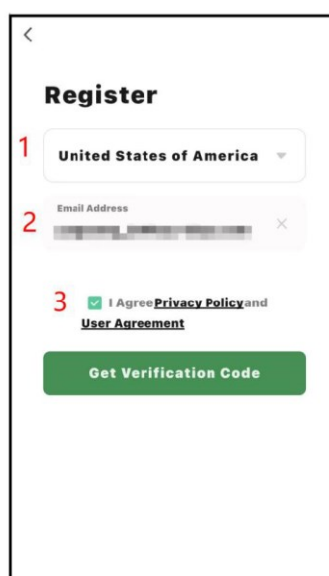 Register
1
United States of America
Email Address
2
3
I Agree Privacy Policy and
User Agreement
Get Verification Code